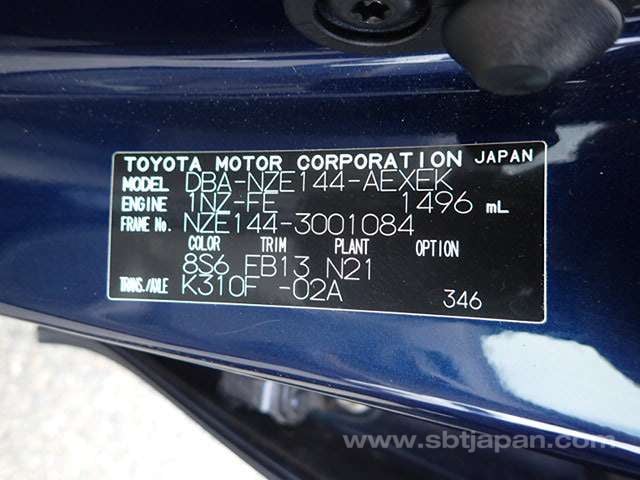 TOYOTA MOTOR CORPORATION JAPAN
MODEL DBA-NZE144-AEXEK
ENGINE 1NZ-FE 1496 mL
FRAME No. NZE144-3001084
COLOR TRIM PLANT OPTION
8S6 FB13 N21
TRANS./AXLE K310F -02A
346
www.sbtjapan.com